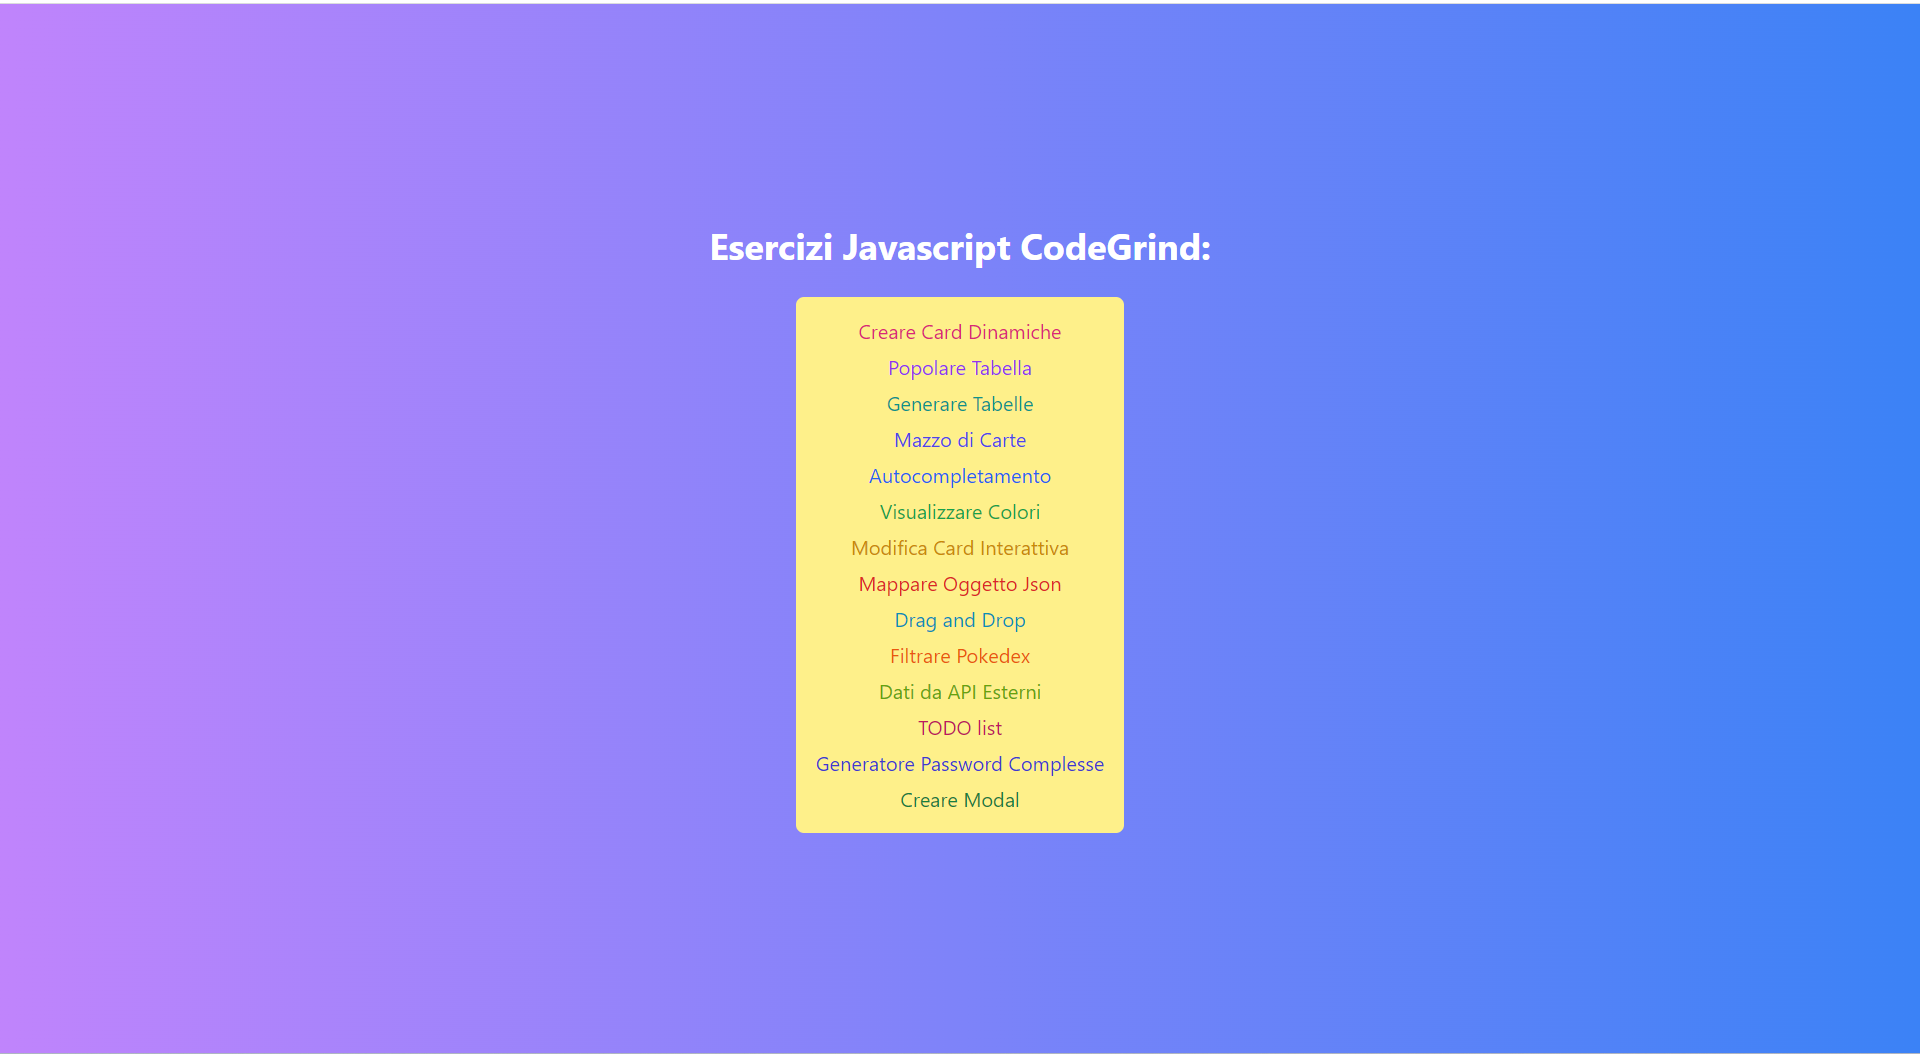 Esercizi Javascript CodeGrind:
Creare Card Dinamiche
Popolare Tabella
Generare Tabelle
Mazzo di Carte
Autocompletamento
Visualizzare Colori
Modifica Card Interattiva
Mappare Oggetto Json
Drag and Drop
Filtrare Pokedex
Dati da API Esterni
TODO list
Generatore Password Complesse
Creare Modal